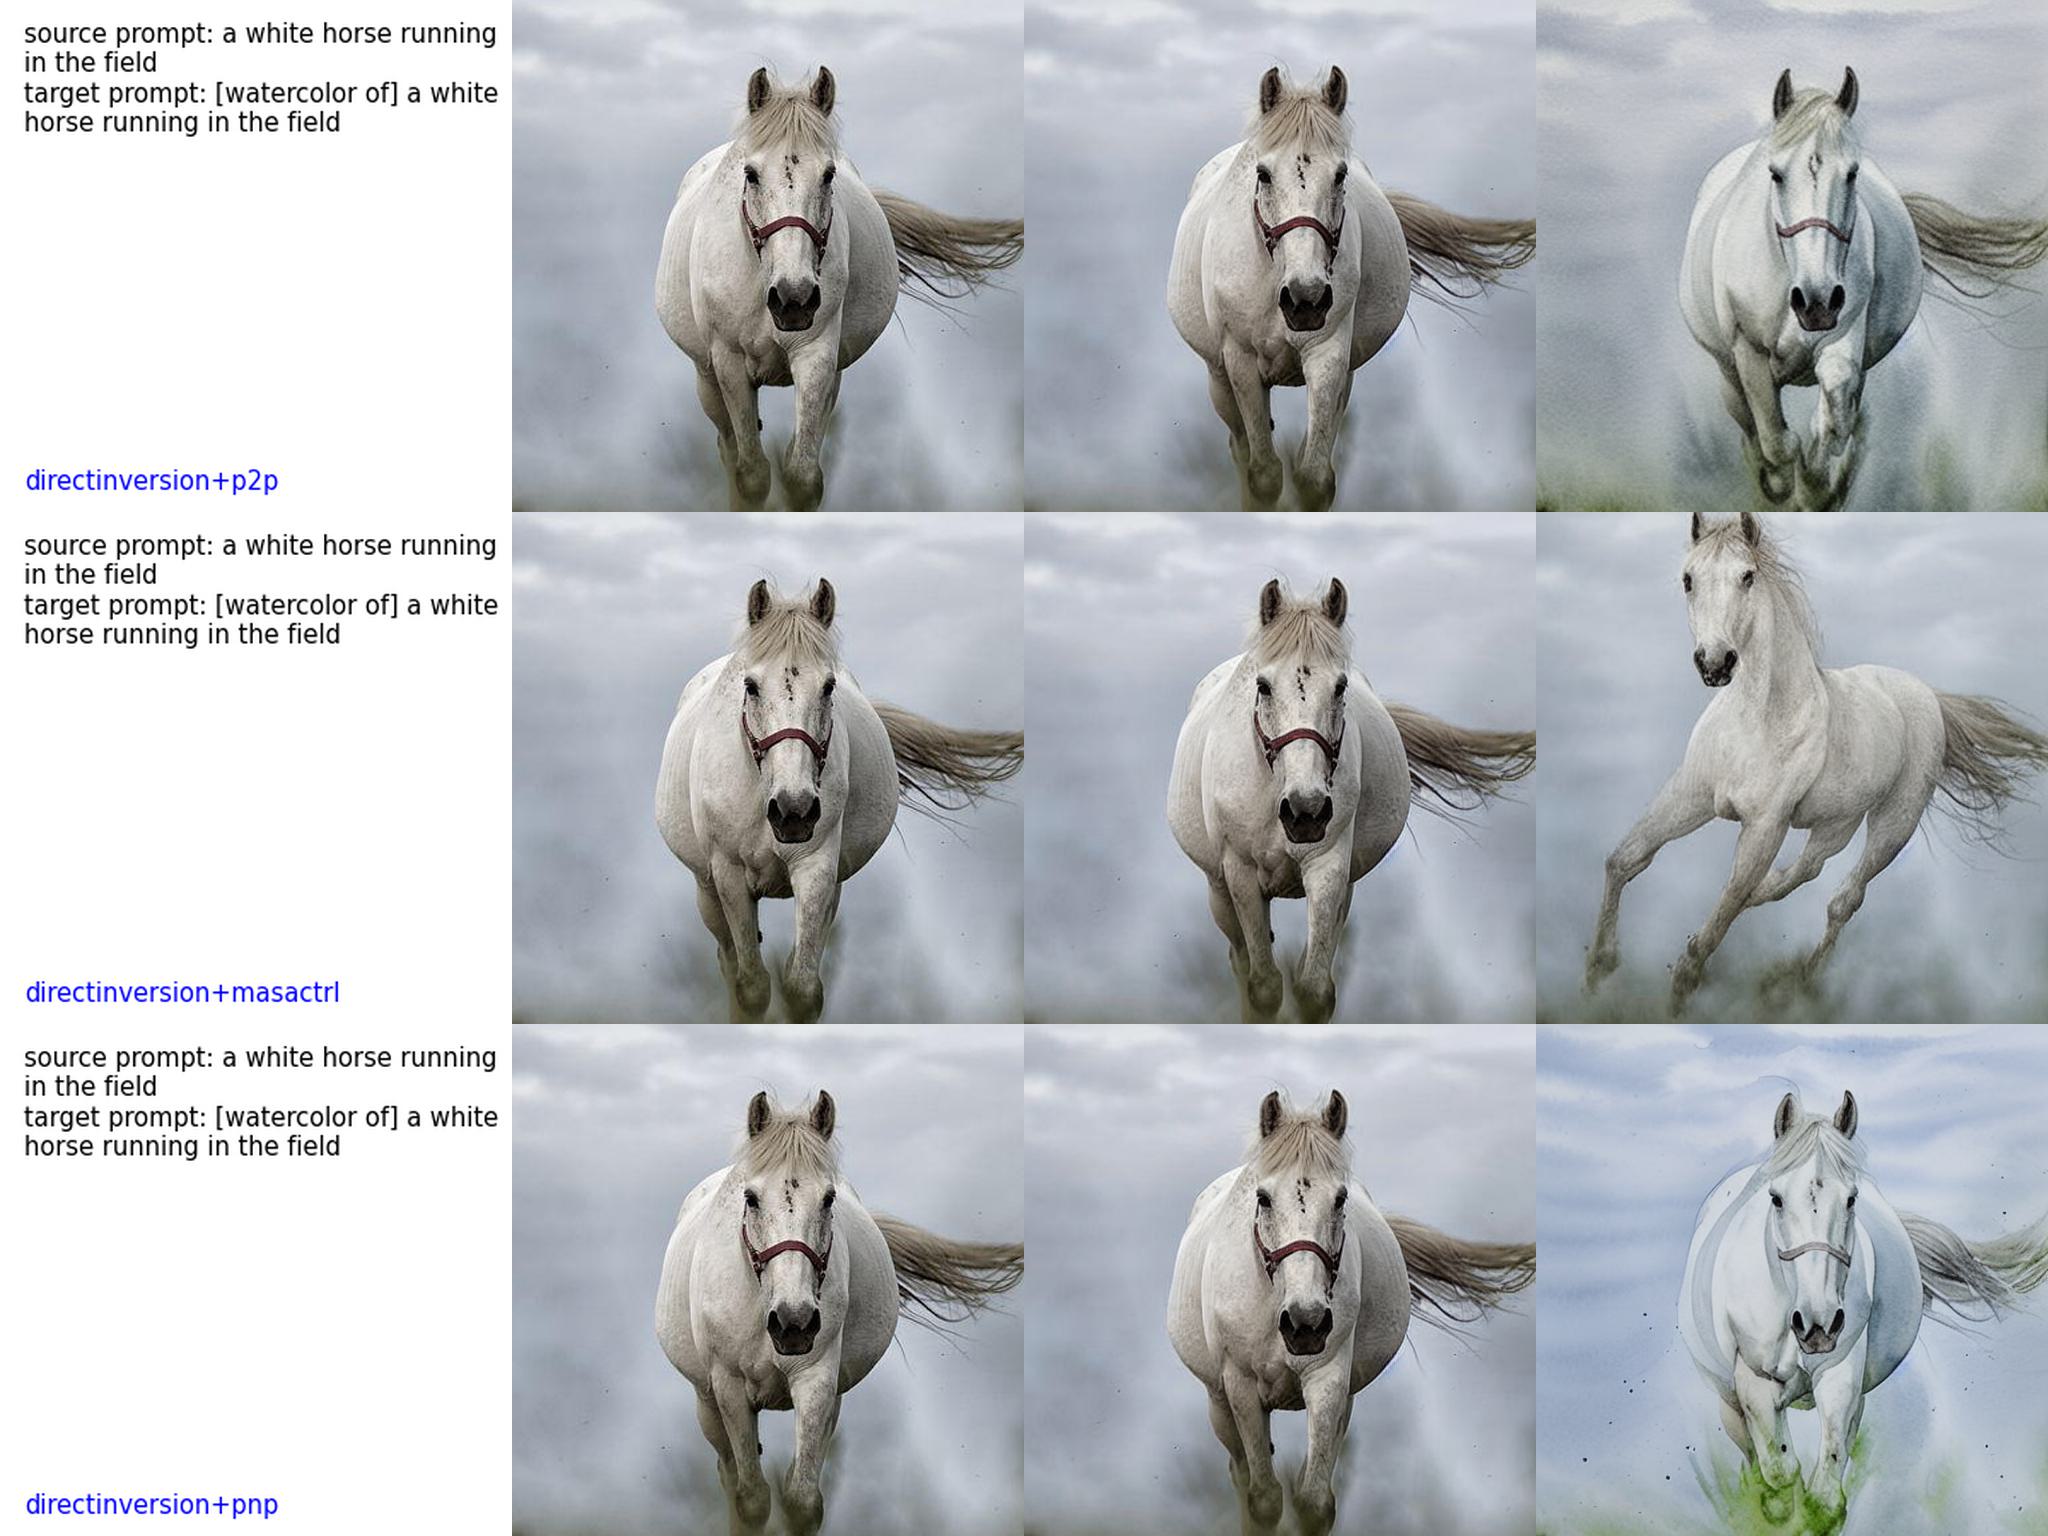 source prompt: a white horse running
in the field
target prompt: [watercolor of] a white
horse running in the field
directinversion+p2p
source prompt: a white horse running
in the field
target prompt: [watercolor of] a white
horse running in the field
directinversion+masactrl
source prompt: a white horse running
in the field
target prompt: [watercolor of] a white
horse running in the field
directinversion+pnp